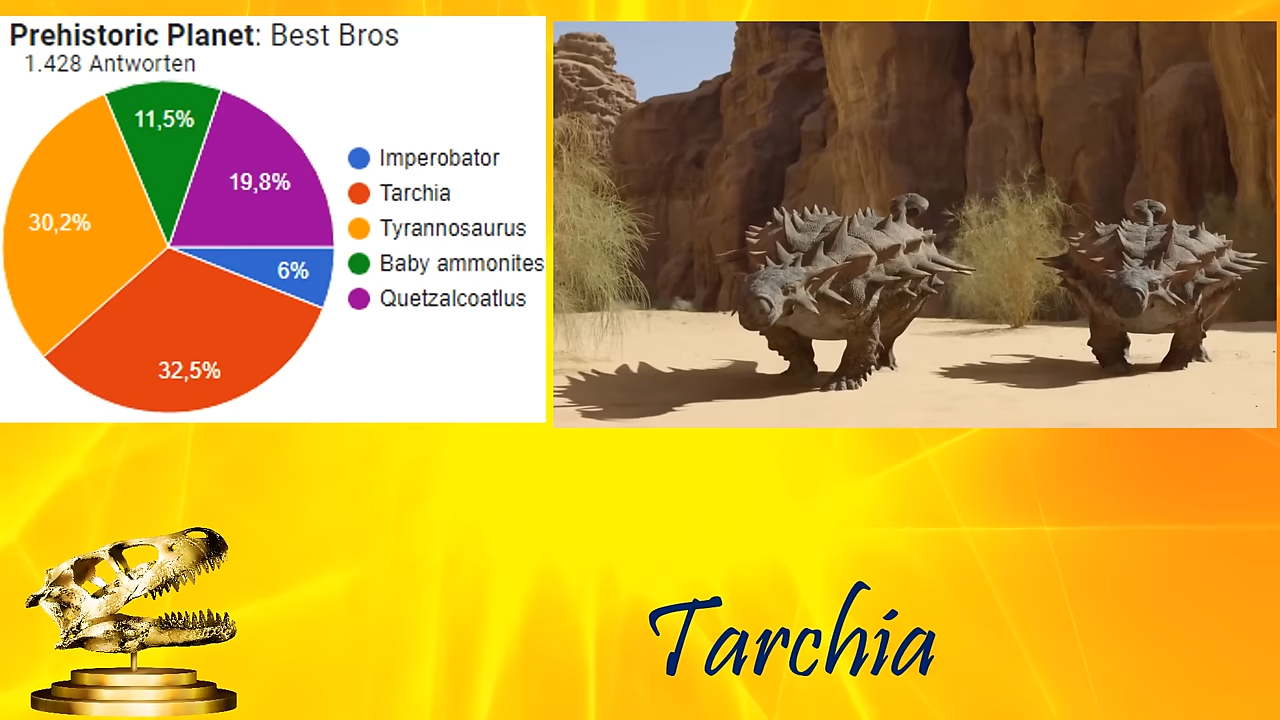 Prehistoric Planet: Best Bros
1.428 Antworten
11,5%
19,8%
30,2%
6%
32,5%
Imperobator
Tarchia
Tyrannosaurus
Baby ammonites
Quetzalcoatlus
Tarchia